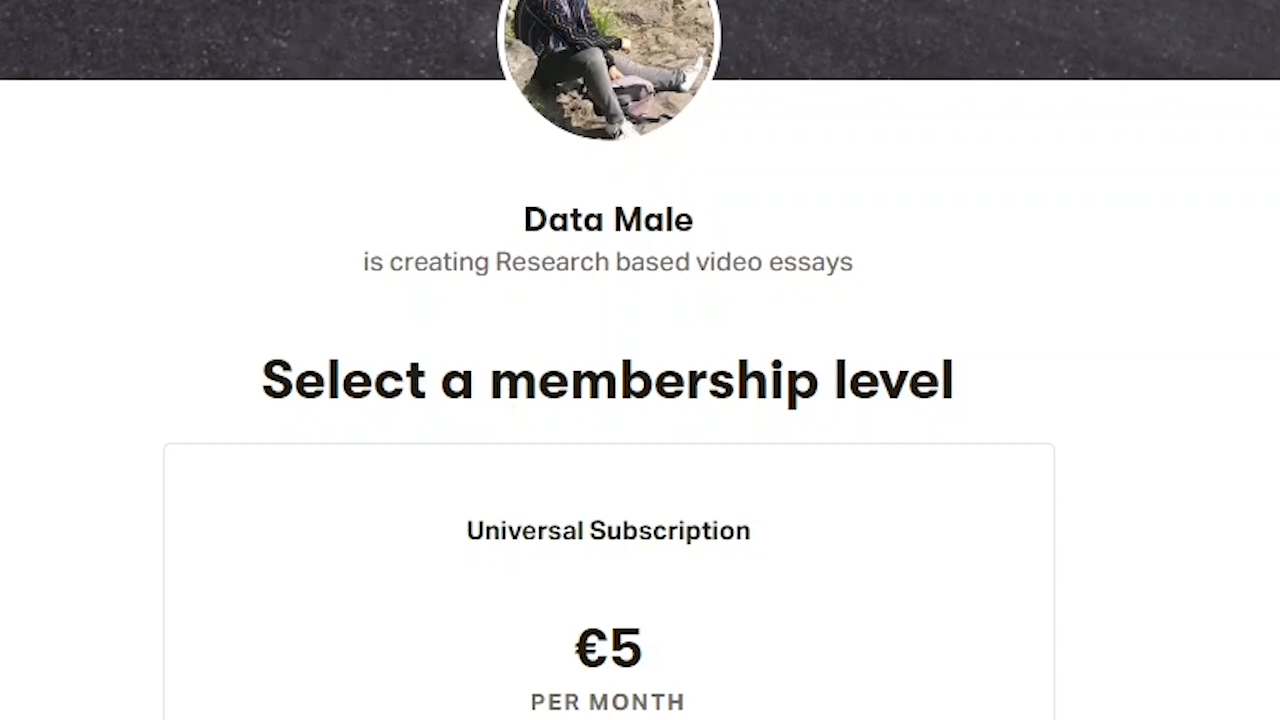 Data Male
is creating Research based video essays
Select a membership level
Universal Subscription
€5
PER MONTH